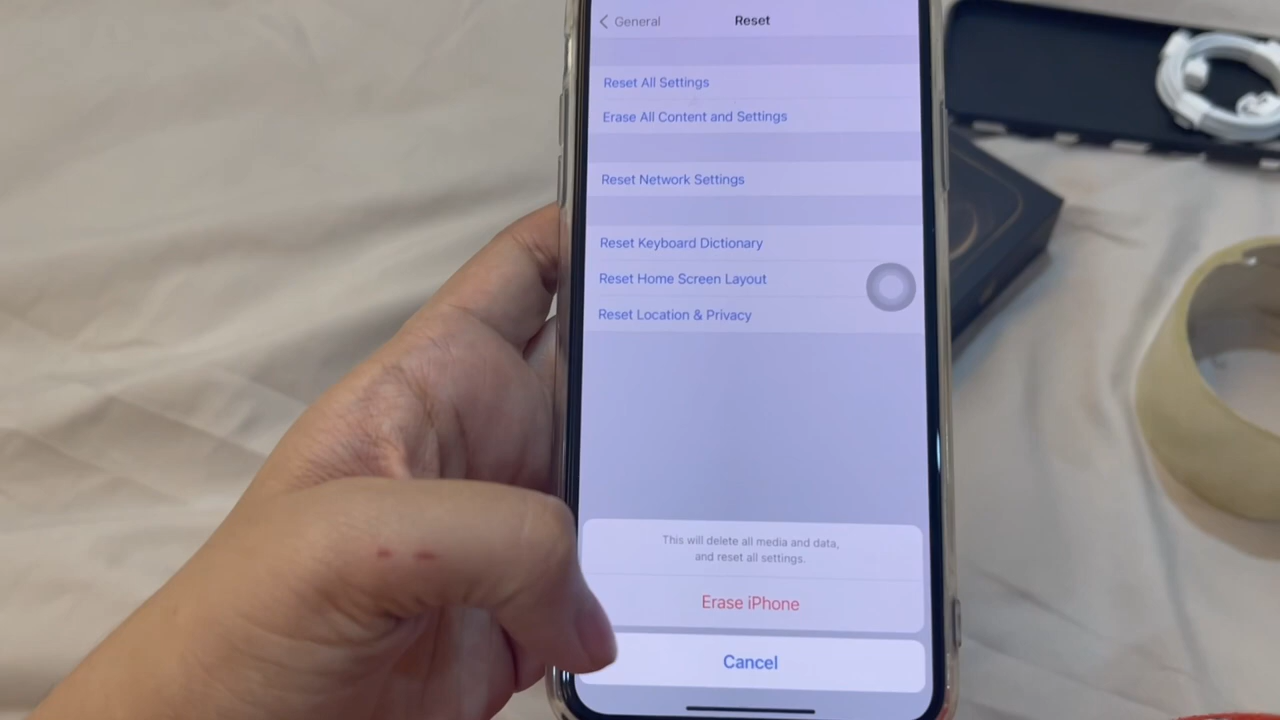 General
Reset
Reset All Settings
Erase All Content and Settings
Reset Network Settings
Reset Keyboard Dictionary
Reset Home Screen Layout
Reset Location & Privacy
This will delete all media and data,
and reset all settings.
Erase iPhone
Cancel